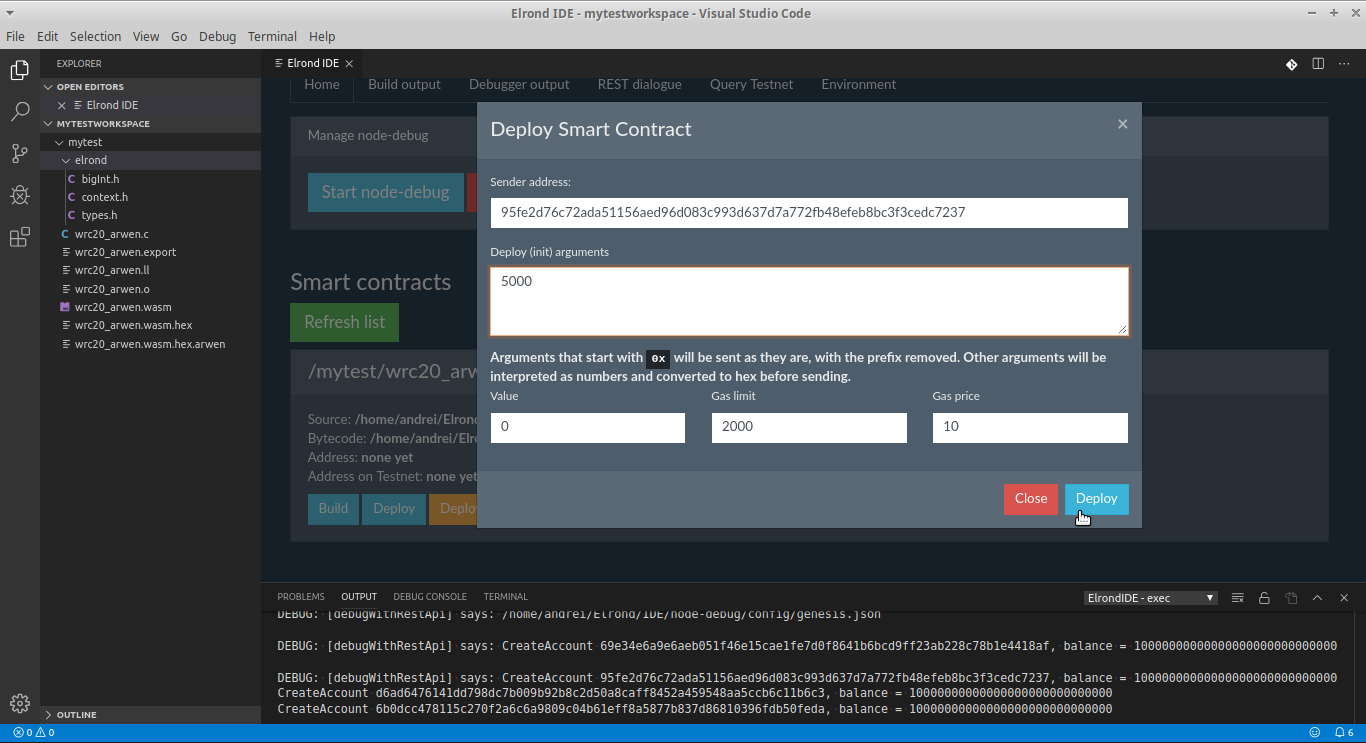 Elrond IDE - mytestworkspace - Visual Studio Code
File Edit Selection View Go Debug Terminal Help
EXPLORER
OPEN EDITORS
Elrond IDE
MYTESTWORKSPACE
mytest
elrond
C bigInt.h
C context.h
C types.h
C wrc20_arwen.c
wrc20_arwen.export
wrc20_arwen.ll
wrc20_arwen.o
wrc20_arwen.wasm
wrc20_arwen.wasm.hex
wrc20_arwen.wasm.hex.arwen
OUTLINE
Elrond IDE
Home Build output Debugger output REST dialogue Query Testnet Environment
Manage node-debug
Start node-debug
Smart contracts
Refresh list
/mytest/wrc20_arw
Source: /home/andrei/Elrond
Bytecode: /home/andrei/Elro
Address: none yet
Address on Testnet: none yet
Build Deploy Deplo
Deploy Smart Contract
×
Sender address:
95fe2d76c72ada51156aed96d083c993d637d7a772fb48efeb8bc3f3cedc7237
Deploy (init) arguments
5000
Arguments that start with 0x will be sent as they are, with the prefix removed. Other arguments will be
interpreted as numbers and converted to hex before sending.
Value Gas limit Gas price
0 2000 10
Close Deploy
PROBLEMS OUTPUT DEBUG CONSOLE TERMINAL
ElrondIDE - exec
DEBUG: [debugWithRestApi] says: /home/andrei/Elrond/IDE/node-debug/config/genesis.json
DEBUG: [debugWithRestApi] says: CreateAccount 69e34e6a9e6aeb051f46e15cae1fe7d0f8641b6bcd9ff23ab228c78b1e4418af, balance = 1000000000000000000000000000
DEBUG: [debugWithRestApi] says: CreateAccount 95fe2d76c72ada51156aed96d083c993d637d7a772fb48efeb8bc3f3cedc7237, balance = 1000000000000000000000000000
CreateAccount d6ad6476141dd798dc7b009b92b8c2d50a8caff8452a459548aa5ccb6c11b6c3, balance = 1000000000000000000000000000
CreateAccount 6b0dcc478115c270f2a6c6a9809c04b61eff8a5877b837d86810396fdb50feda, balance = 1000000000000000000000000000
0 0
6